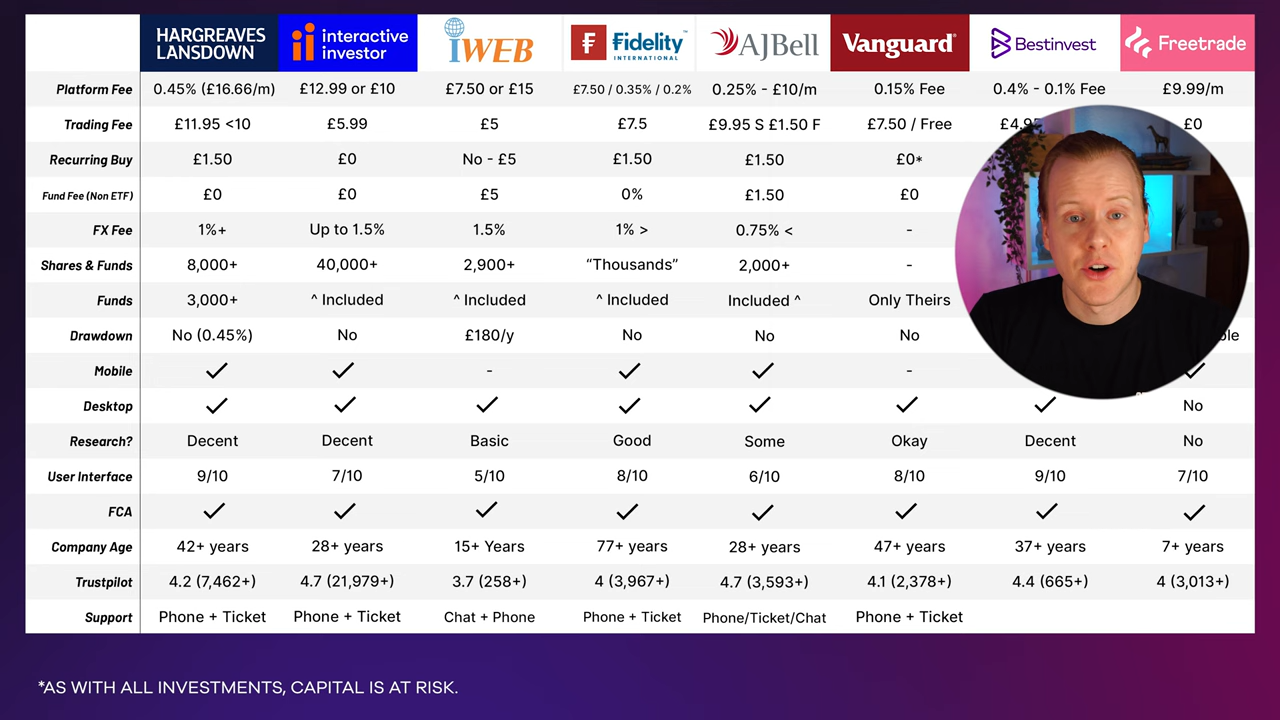 HARGREAVES LANSDOWN interactive investor iWEB Fidelity INTERNATIONAL AJBell Vanguard Bestinvest Freetrade
Platform Fee 0.45% (£16.66/m) £12.99 or £10 £7.50 or £15 £7.50 / 0.35% / 0.2% 0.25% - £10/m 0.15% Fee 0.4% - 0.1% Fee £9.99/m
Trading Fee £11.95 <10 £5.99 £5 £7.5 £9.95 S £1.50 F £7.50 / Free £0
Recurring Buy £1.50 £0 No - £5 £1.50 £1.50 £0*
Fund Fee (Non ETF) £0 £0 £5 0% £1.50 £0
FX Fee 1%+ Up to 1.5% 1.5% 1% > 0.75% < -
Shares & Funds 8,000+ 40,000+ 2,900+ “Thousands” 2,000+ -
Funds 3,000+ ^ Included ^ Included ^ Included Included ^ Only Theirs
Drawdown No (0.45%) No £180/y No No No
Mobile ✓ ✓ - ✓ ✓ - ✓
Desktop ✓ ✓ ✓ ✓ ✓ ✓ ✓ No
Research? Decent Decent Basic Good Some Okay Decent No
User Interface 9/10 7/10 5/10 8/10 6/10 8/10 9/10 7/10
FCA ✓ ✓ ✓ ✓ ✓ ✓ ✓ ✓
Company Age 42+ years 28+ years 15+ Years 77+ years 28+ years 47+ years 37+ years 7+ years
Trustpilot 4.2 (7,462+) 4.7 (21,979+) 3.7 (258+) 4 (3,967+) 4.7 (3,593+) 4.1 (2,378+) 4.4 (665+) 4 (3,013+)
Support Phone + Ticket Phone + Ticket Chat + Phone Phone + Ticket Phone/Ticket/Chat Phone + Ticket
*AS WITH ALL INVESTMENTS, CAPITAL IS AT RISK.